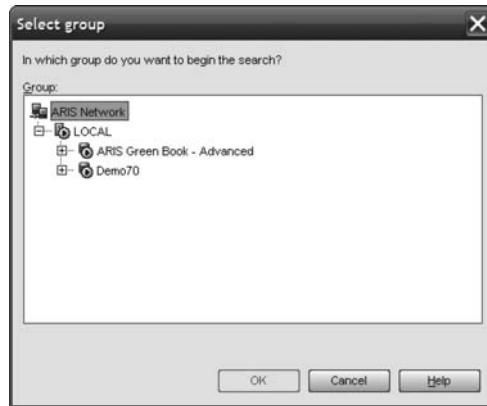 Select group
In which group do you want to begin the search?
Group:
ARIS Network
LOCAL
ARIS Green Book - Advanced
Demo70
OK Cancel Help